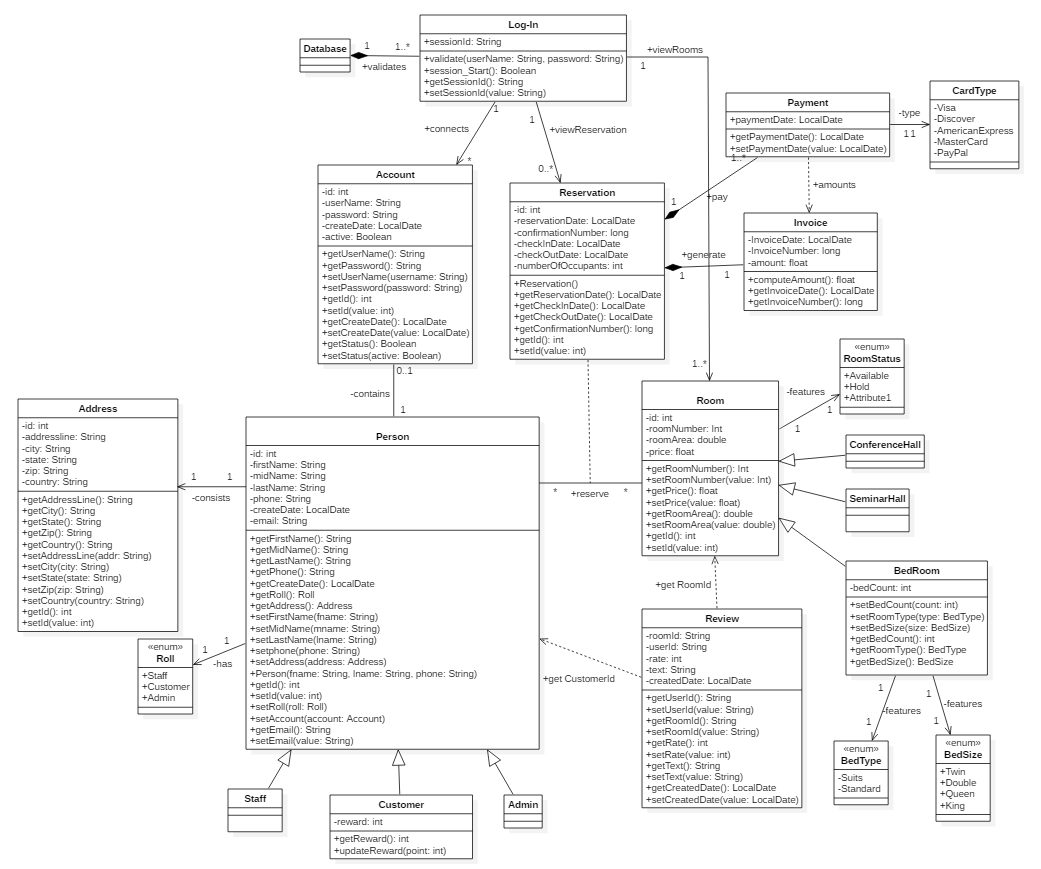 Log-In
+sessionId: String
+validate(userName: String, password: String)
+session_Start(): Boolean
+getSessionId(): String
+setSessionId(value: String)
Database
1
1..*
+validates
+viewRooms
1
1..*
1
+connects
*
1
+viewReservation
0..*
Payment
+paymentDate: LocalDate
+getPaymentDate(): LocalDate
+setPaymentDate(value: LocalDate)
-type
1 1
CardType
-Visa
-Discover
-AmericanExpress
-MasterCard
-PayPal
1..*
1
+pay
+amounts
Account
-id: int
-userName: String
-password: String
-createDate: LocalDate
-active: Boolean
+getUserName(): String
+getPassword(): String
+setUserName(username: String)
+setPassword(password: String)
+getId(): int
+setId(value: int)
+getCreateDate(): LocalDate
+setCreateDate(value: LocalDate)
+getStatus(): Boolean
+setStatus(active: Boolean)
Reservation
-id: int
-reservationDate: LocalDate
-confirmationNumber: long
-checkInDate: LocalDate
-checkOutDate: LocalDate
-numberOfOccupants: int
+Reservation()
+getReservationDate(): LocalDate
+getCheckInDate(): LocalDate
+getCheckOutDate(): LocalDate
+getConfirmationNumber(): long
+getId(): int
+setId(value: int)
+generate
1
1
Invoice
-InvoiceDate: LocalDate
-InvoiceNumber: long
-amount: float
+computeAmount(): float
+getInvoiceDate(): LocalDate
+getInvoiceNumber(): long
0..1
-contains
1
«enum»
RoomStatus
+Available
+Hold
+Attribute1
-features
1
1
Room
-id: int
-roomNumber: Int
-roomArea: double
-price: float
+getRoomNumber(): Int
+setRoomNumber(value: Int)
+getPrice(): float
+setPrice(value: float)
+getRoomArea(): double
+setRoomArea(value: double)
+getId(): int
+setId(value: int)
ConferenceHall
SeminarHall
Address
-id: int
-addressline: String
-city: String
-state: String
-zip: String
-country: String
+getAddressLine(): String
+getCity(): String
+getState(): String
+getZip(): String
+getCountry(): String
+setAddressLine(addr: String)
+setCity(city: String)
+setState(state: String)
+setZip(zip: String)
+setCountry(country: String)
+getId(): int
+setId(value: int)
1
1
-consists
Person
-id: int
-firstName: String
-midName: String
-lastName: String
-phone: String
-createDate: LocalDate
-email: String
+getFirstName(): String
+getMidName(): String
+getLastName(): String
+getPhone(): String
+getCreateDate(): LocalDate
+getRoll(): Roll
+getAddress(): Address
+setFirstName(fname: String)
+setMidName(mname: String)
+setLastName(lname: String)
+setphone(phone: String)
+setAddress(address: Address)
+Person(fname: String, lname: String, phone: String)
+getId(): int
+setId(value: int)
+setRoll(roll: Roll)
+setAccount(account: Account)
+getEmail(): String
+setEmail(value: String)
*
+reserve
*
BedRoom
-bedCount: int
+setBedCount(count: int)
+setRoomType(type: BedType)
+setBedSize(size: BedSize)
+getBedCount(): int
+getRoomType(): BedType
+getBedSize(): BedSize
+get RoomId
Review
-roomId: String
-userId: String
-rate: int
-text: String
-createdDate: LocalDate
+getUserId(): String
+setUserId(value: String)
+getRoomId(): String
+setRoomId(value: String)
+getRate(): int
+setRate(value: int)
+getText(): String
+setText(value: String)
+getCreatedDate(): LocalDate
+setCreatedDate(value: LocalDate)
+get CustomerId
«enum»
Roll
+Staff
+Customer
+Admin
1
1
-has
1
-features
1
1
-features
1
«enum»
BedType
-Suits
-Standard
«enum»
BedSize
+Twin
+Double
+Queen
+King
Staff
Customer
-reward: int
+getReward(): int
+updateReward(point: int)
Admin